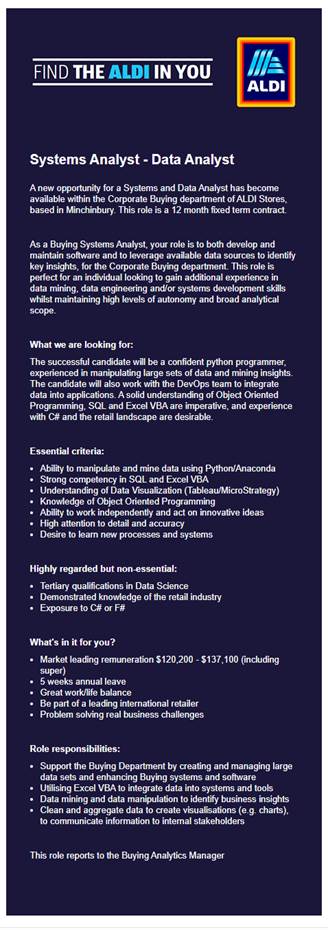 FIND THE ALDI IN YOU
ALDI
Systems Analyst - Data Analyst
A new opportunity for a Systems and Data Analyst has become
available within the Corporate Buying department of ALDI Stores,
based in Minchinbury. This role is a 12 month fixed term contract.
As a Buying Systems Analyst, your role is to both develop and
maintain software and to leverage available data sources to identify
key insights, for the Corporate Buying department. This role is
perfect for an individual looking to gain additional experience in
data mining, data engineering and/or systems development skills
whilst maintaining high levels of autonomy and broad analytical
scope.
What we are looking for:
The successful candidate will be a confident python programmer,
experienced in manipulating large sets of data and mining insights.
The candidate will also work with the DevOps team to integrate
data into applications. A solid understanding of Object Oriented
Programming, SQL and Excel VBA are imperative, and experience
with C# and the retail landscape are desirable.
Essential criteria:
• Ability to manipulate and mine data using Python/Anaconda
• Strong competency in SQL and Excel VBA
• Understanding of Data Visualization (Tableau/MicroStrategy)
• Knowledge of Object Oriented Programming
• Ability to work independently and act on innovative ideas
• High attention to detail and accuracy
• Desire to learn new processes and systems
Highly regarded but non-essential:
• Tertiary qualifications in Data Science
• Demonstrated knowledge of the retail industry
• Exposure to C# or F#
What's in it for you?
• Market leading remuneration $120,200 - $137,100 (including
super)
• 5 weeks annual leave
• Great work/life balance
• Be part of a leading international retailer
• Problem solving real business challenges
Role responsibilities:
• Support the Buying Department by creating and managing large
data sets and enhancing Buying systems and software
• Utilising Excel VBA to integrate data into systems and tools
• Data mining and data manipulation to identify business insights
• Clean and aggregate data to create visualisations (e.g. charts),
to communicate information to internal stakeholders
This role reports to the Buying Analytics Manager